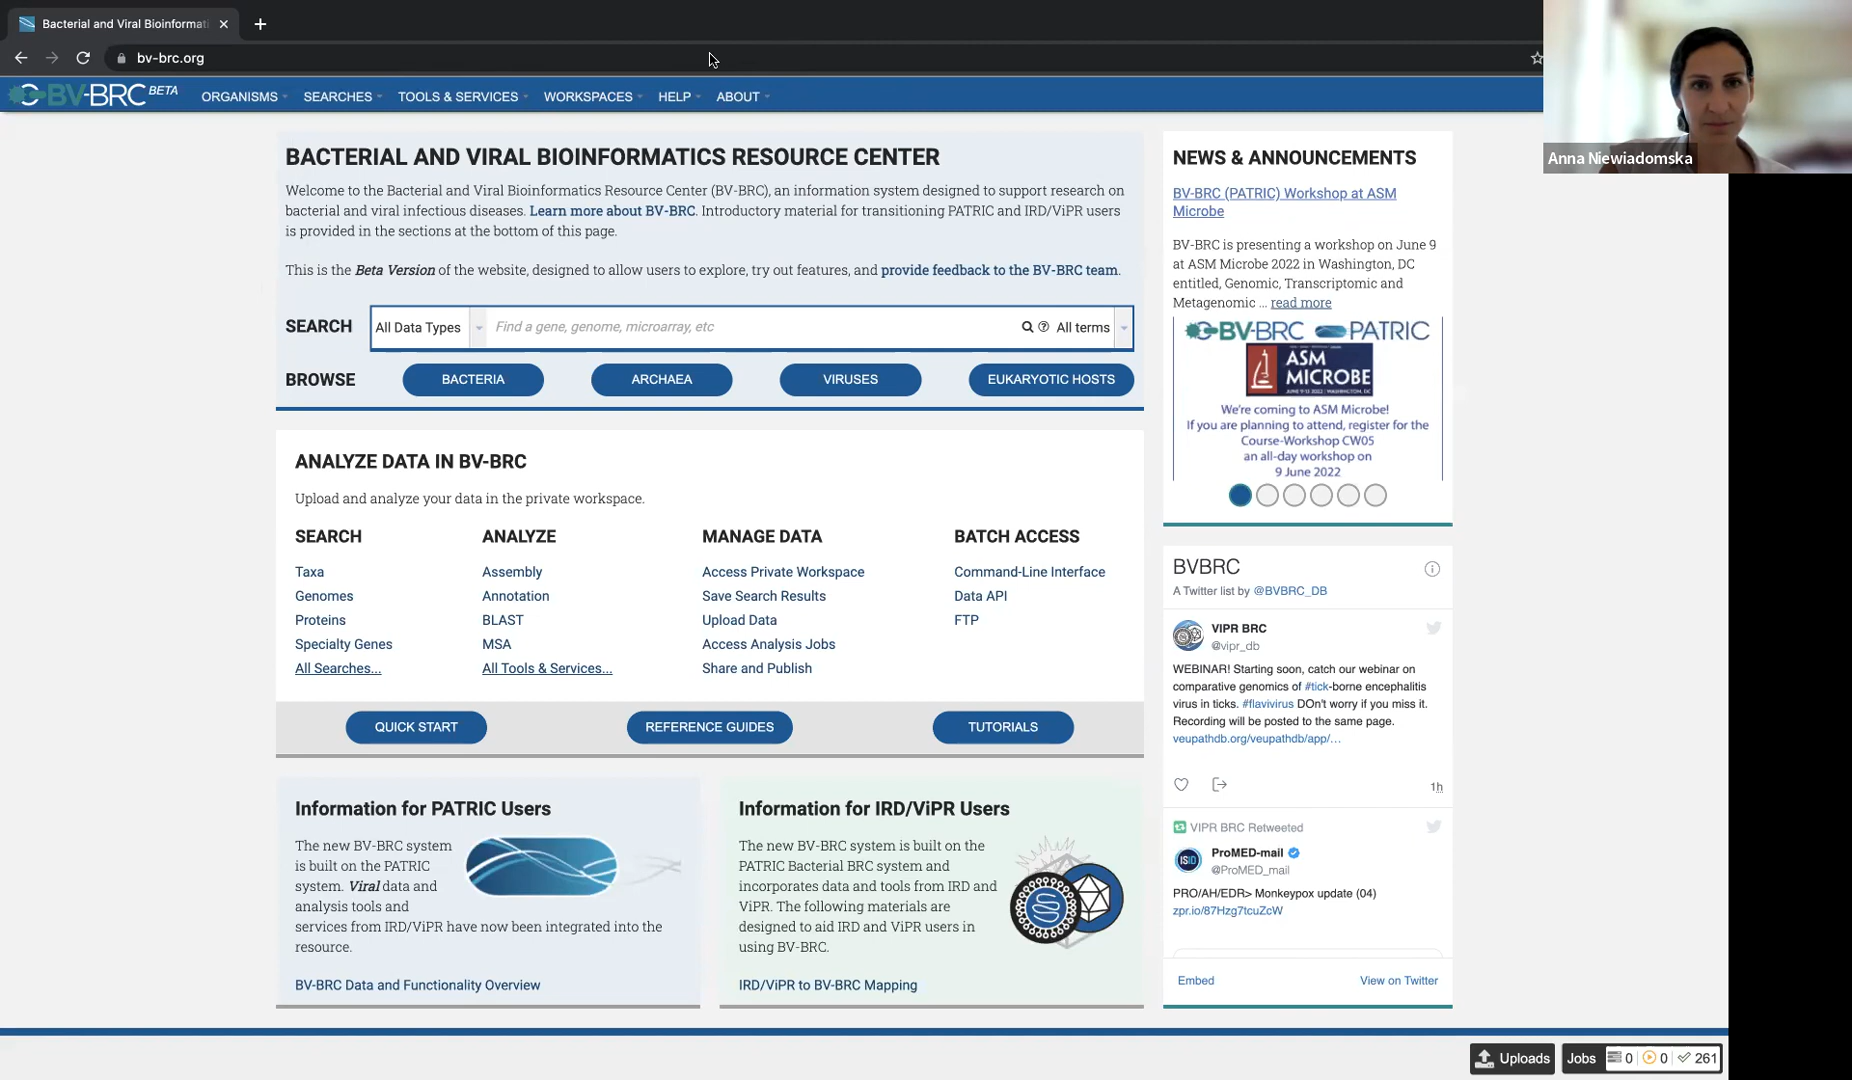 Bacterial and Viral Bioinformati
bv-brc.org
BV-BRC BETA
ORGANISMS SEARCHES TOOLS & SERVICES WORKSPACES HELP ABOUT
Anna Niewiadomska
BACTERIAL AND VIRAL BIOINFORMATICS RESOURCE CENTER
Welcome to the Bacterial and Viral Bioinformatics Resource Center (BV-BRC), an information system designed to support research on
bacterial and viral infectious diseases. Learn more about BV-BRC. Introductory material for transitioning PATRIC and IRD/ViPR users
is provided in the sections at the bottom of this page.
This is the Beta Version of the website, designed to allow users to explore, try out features, and provide feedback to the BV-BRC team.
SEARCH All Data Types Find a gene, genome, microarray, etc All terms
BROWSE BACTERIA ARCHAEA VIRUSES EUKARYOTIC HOSTS
ANALYZE DATA IN BV-BRC
Upload and analyze your data in the private workspace.
SEARCH
Taxa
Genomes
Proteins
Specialty Genes
All Searches...
ANALYZE
Assembly
Annotation
BLAST
MSA
All Tools & Services...
MANAGE DATA
Access Private Workspace
Save Search Results
Upload Data
Access Analysis Jobs
Share and Publish
BATCH ACCESS
Command-Line Interface
Data API
FTP
QUICK START REFERENCE GUIDES TUTORIALS
Information for PATRIC Users
The new BV-BRC system
is built on the PATRIC
system. Viral data and
analysis tools and
services from IRD/ViPR have now been integrated into the
resource.
BV-BRC Data and Functionality Overview
Information for IRD/ViPR Users
The new BV-BRC system is built on the
PATRIC Bacterial BRC system and
incorporates data and tools from IRD and
ViPR. The following materials are
designed to aid IRD and ViPR users in
using BV-BRC.
IRD/ViPR to BV-BRC Mapping
NEWS & ANNOUNCEMENTS
BV-BRC (PATRIC) Workshop at ASM
Microbe
BV-BRC is presenting a workshop on June 9
at ASM Microbe 2022 in Washington, DC
entitled, Genomic, Transcriptomic and
Metagenomic ... read more
BV-BRC PATRIC
ASM
MICROBE
We're coming to ASM Microbe!
If you are planning to attend, register for the
Course-Workshop CW05
an all-day workshop on
9 June 2022
BVBRC
A Twitter list by @BVBRC_DB
VIPR BRC
@vipr_db
WEBINAR! Starting soon, catch our webinar on
comparative genomics of #tick-borne encephalitis
virus in ticks. #flavivirus DOn't worry if you miss it.
Recording will be posted to the same page.
veupathdb.org/veupathdb/app/…
1h
VIPR BRC Retweeted
ISID
ProMED-mail
@ProMED_mail
PRO/AH/EDR> Monkeypox update (04)
zpr.io/87Hzg7tcuZcW
Embed View on Twitter
Uploads Jobs 0 0 261